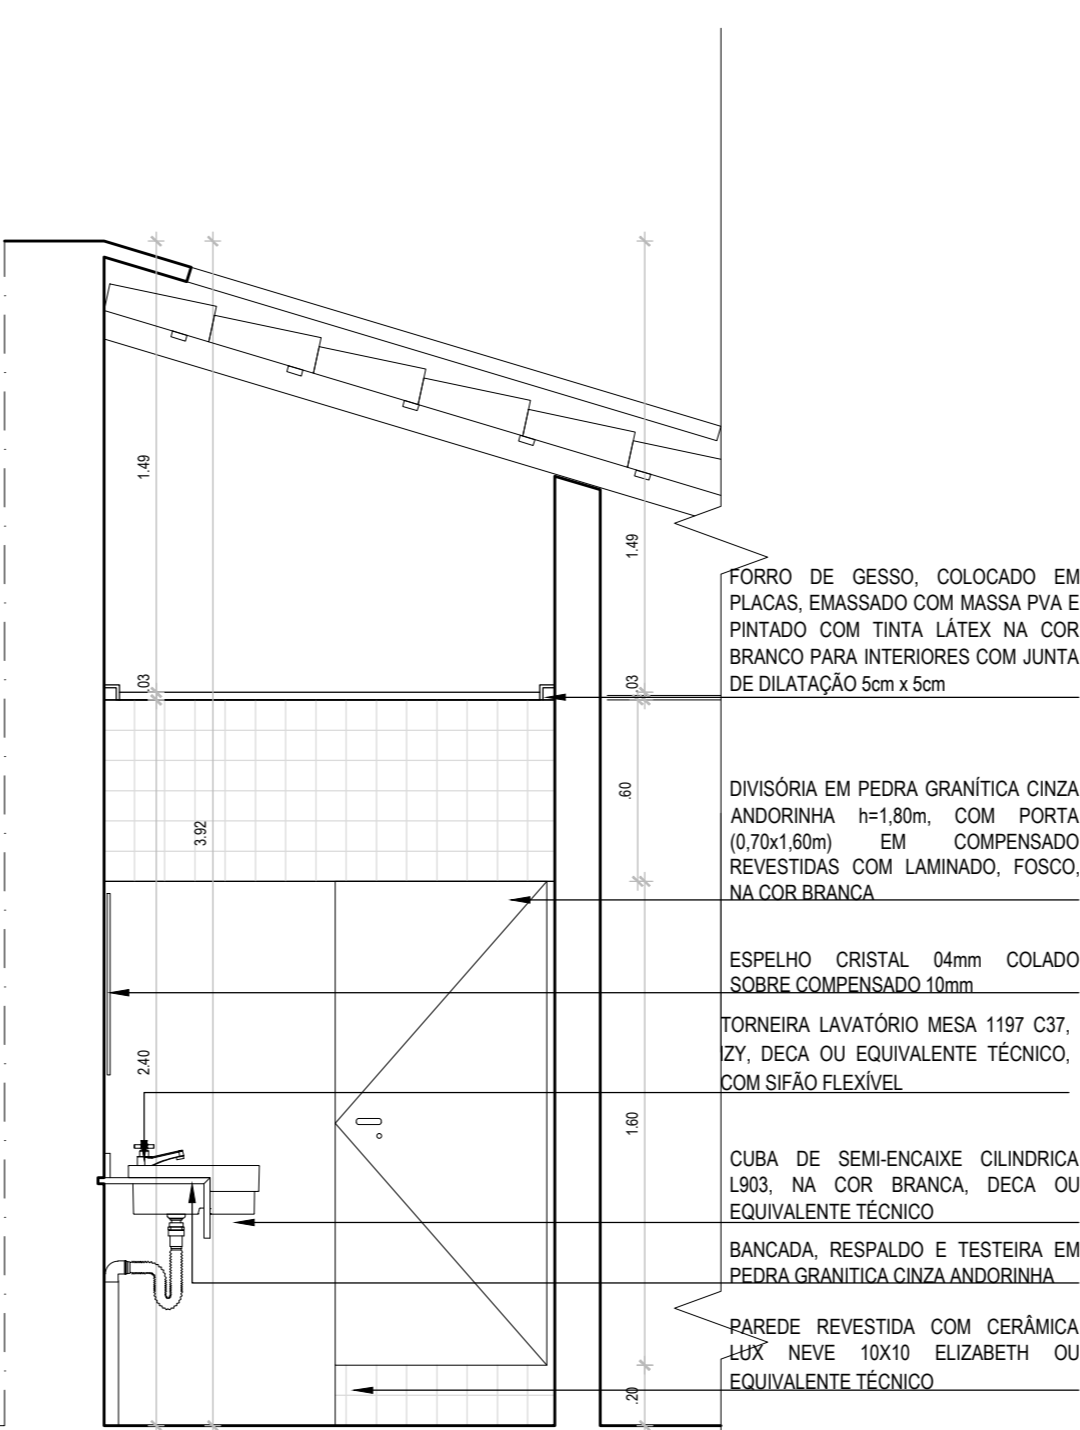 1.49
1.49
FORRO DE GESSO, COLOCADO EM
PLACAS, EMASSADO COM MASSA PVA E
PINTADO COM TINTA LÁTEX NA COR
BRANCO PARA INTERIORES COM JUNTA
DE DILATAÇÃO 5cm x 5cm
.03
.03
.60
3.92
DIVISÓRIA EM PEDRA GRANÍTICA CINZA
ANDORINHA h=1,80m, COM PORTA
(0,70x1,60m) EM COMPENSADO
REVESTIDAS COM LAMINADO, FOSCO,
NA COR BRANCA
ESPELHO CRISTAL 04mm COLADO
SOBRE COMPENSADO 10mm
TORNEIRA LAVATÓRIO MESA 1197 C37,
IZY, DECA OU EQUIVALENTE TÉCNICO,
COM SIFÃO FLEXÍVEL
2.40
1.60
CUBA DE SEMI-ENCAIXE CILINDRICA
L903, NA COR BRANCA, DECA OU
EQUIVALENTE TÉCNICO
BANCADA, RESPALDO E TESTEIRA EM
PEDRA GRANITICA CINZA ANDORINHA
PAREDE REVESTIDA COM CERÂMICA
LUX NEVE 10X10 ELIZABETH OU
EQUIVALENTE TÉCNICO
.20